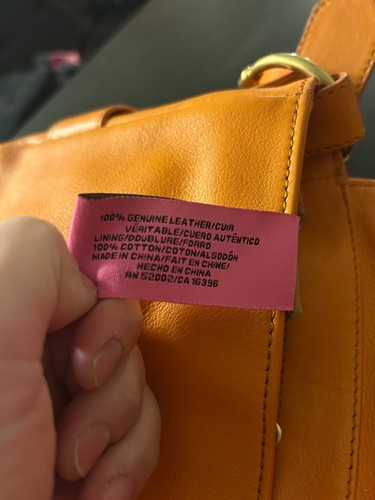 100% GENUINE LEATHER/CUIR
VÉRITABLE/CUERO AUTÉNTICO
LINING/DOUBLURE/FORRO
100% COTTON/COTON/ALGODÓN
MADE IN CHINA/FAIT EN CHINE/
HECHO EN CHINA
RN 52002/CA 16396